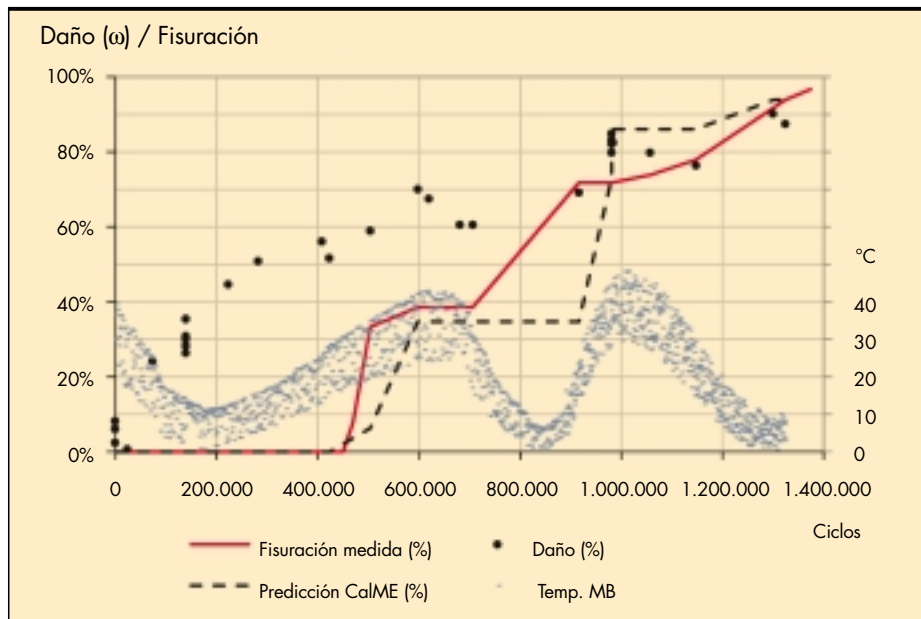 Daño (ω) / Fisuración
100%
80%
60%
°C
40% 40
30
20% 20
10
0% 0
0 200.000 400.000 600.000 800.000 1.000.000 1.200.000 1.400.000
Ciclos
Fisuración medida (%) Daño (%)
Predicción CalME (%) Temp. MB